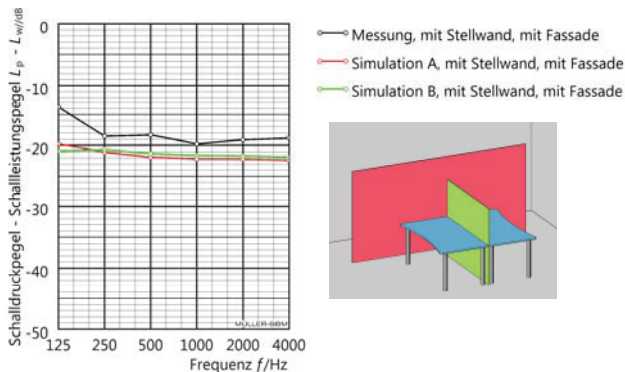 Schalldruckpegel - Schallleistungspegel Lp - Lw//dB
0
-10
-20
-30
-40
-50
125 250 500 1000 2000 4000
Frequenz f/Hz
MÜLLER-BBM
Messung, mit Stellwand, mit Fassade
Simulation A, mit Stellwand, mit Fassade
Simulation B, mit Stellwand, mit Fassade